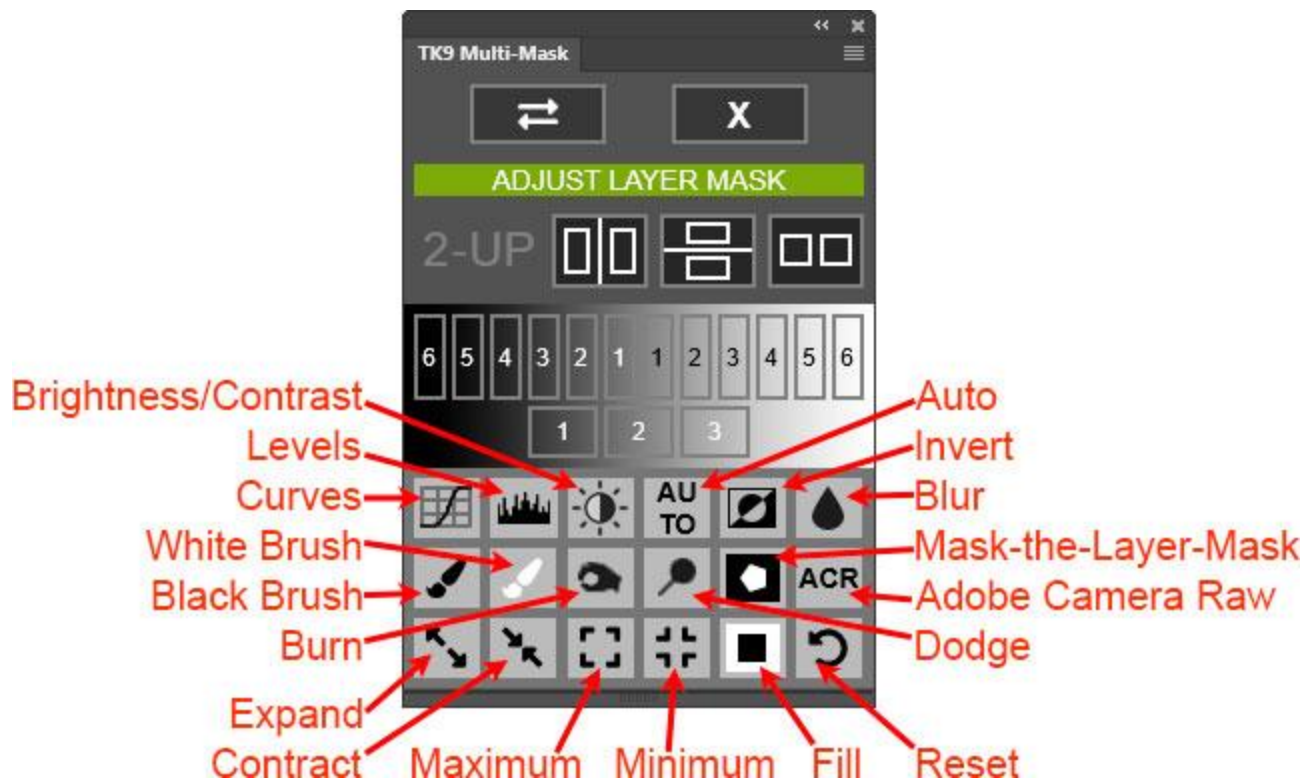 TK9 Multi-Mask
X
ADJUST LAYER MASK
2-UP
6 5 4 3 2 1 1 2 3 4 5 6
Brightness/Contrast
Auto
1 2 3
Levels
Invert
Curves
AU
TO
Blur
White Brush
Mask-the-Layer-Mask
Black Brush
ACR
Adobe Camera Raw
Burn
Dodge
Expand
Contract
Maximum
Minimum
Fill
Reset